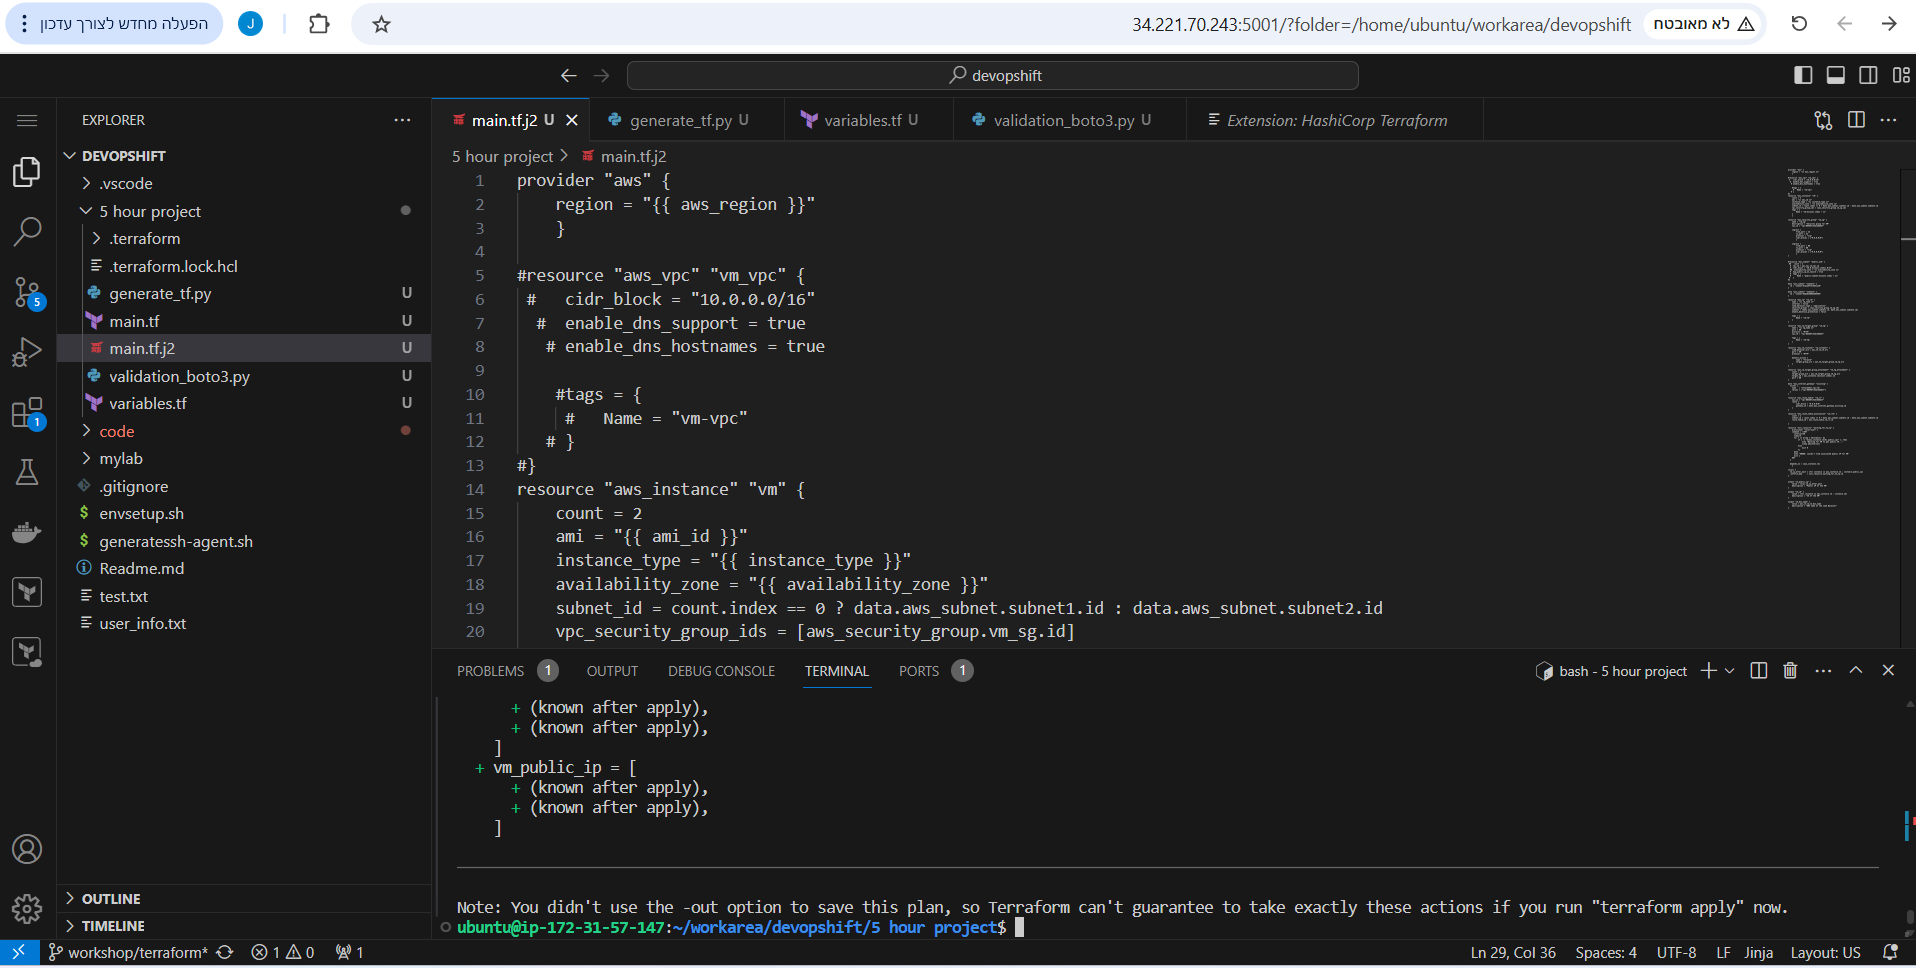 הפעלה מחדש לצורך עדכון
J
34.221.70.243:5001/?folder=/home/ubuntu/workarea/devopshift
לא מאובטח
devopshift
EXPLORER
DEVOPSHIFT
.vscode
5 hour project
.terraform
.terraform.lock.hcl
generate_tf.py U
main.tf U
main.tf.j2 U
validation_boto3.py U
variables.tf U
code
mylab
.gitignore
envsetup.sh
generatessh-agent.sh
Readme.md
test.txt
user_info.txt
OUTLINE
TIMELINE
5
1
main.tf.j2 U
generate_tf.py U
variables.tf U
validation_boto3.py U
Extension: HashiCorp Terraform
5 hour project > main.tf.j2
1 provider "aws" {
2 region = "{{ aws_region }}"
3 }
4
5 #resource "aws_vpc" "vm_vpc" {
6 # cidr_block = "10.0.0.0/16"
7 # enable_dns_support = true
8 # enable_dns_hostnames = true
9
10 #tags = {
11 # Name = "vm-vpc"
12 # }
13 #}
14 resource "aws_instance" "vm" {
15 count = 2
16 ami = "{{ ami_id }}"
17 instance_type = "{{ instance_type }}"
18 availability_zone = "{{ availability_zone }}"
19 subnet_id = count.index == 0 ? data.aws_subnet.subnet1.id : data.aws_subnet.subnet2.id
20 vpc_security_group_ids = [aws_security_group.vm_sg.id]
PROBLEMS 1 OUTPUT DEBUG CONSOLE TERMINAL PORTS 1
bash - 5 hour project
+ (known after apply),
+ (known after apply),
]
+ vm_public_ip = [
+ (known after apply),
+ (known after apply),
]
Note: You didn't use the -out option to save this plan, so Terraform can't guarantee to take exactly these actions if you run "terraform apply" now.
ubuntu@ip-172-31-57-147:~/workarea/devopshift/5 hour project$
workshop/terraform* 1 0 1
Ln 29, Col 36 Spaces: 4 UTF-8 LF Jinja Layout: US